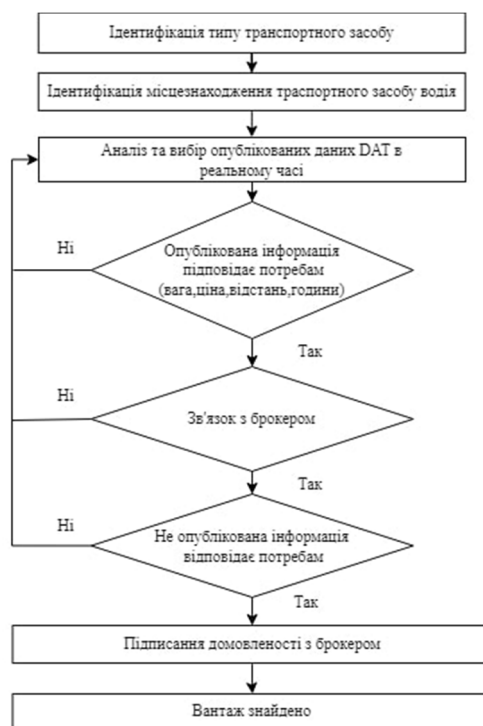 Ідентифікація типу транспортного засобу
Ідентифікація місцезнаходження траспортного засобу водія
Аналіз та вибір опублікованих даних DAT в
реальному часі
Ні
Опублікована інформація
підповідає потребам
(вага,ціна,відстань,години)
Так
Ні
Зв'язок з брокером
Так
Ні
Не опублікована інформація
відповідає потребам
Так
Підписання домовленості з брокером
Вантаж знайдено